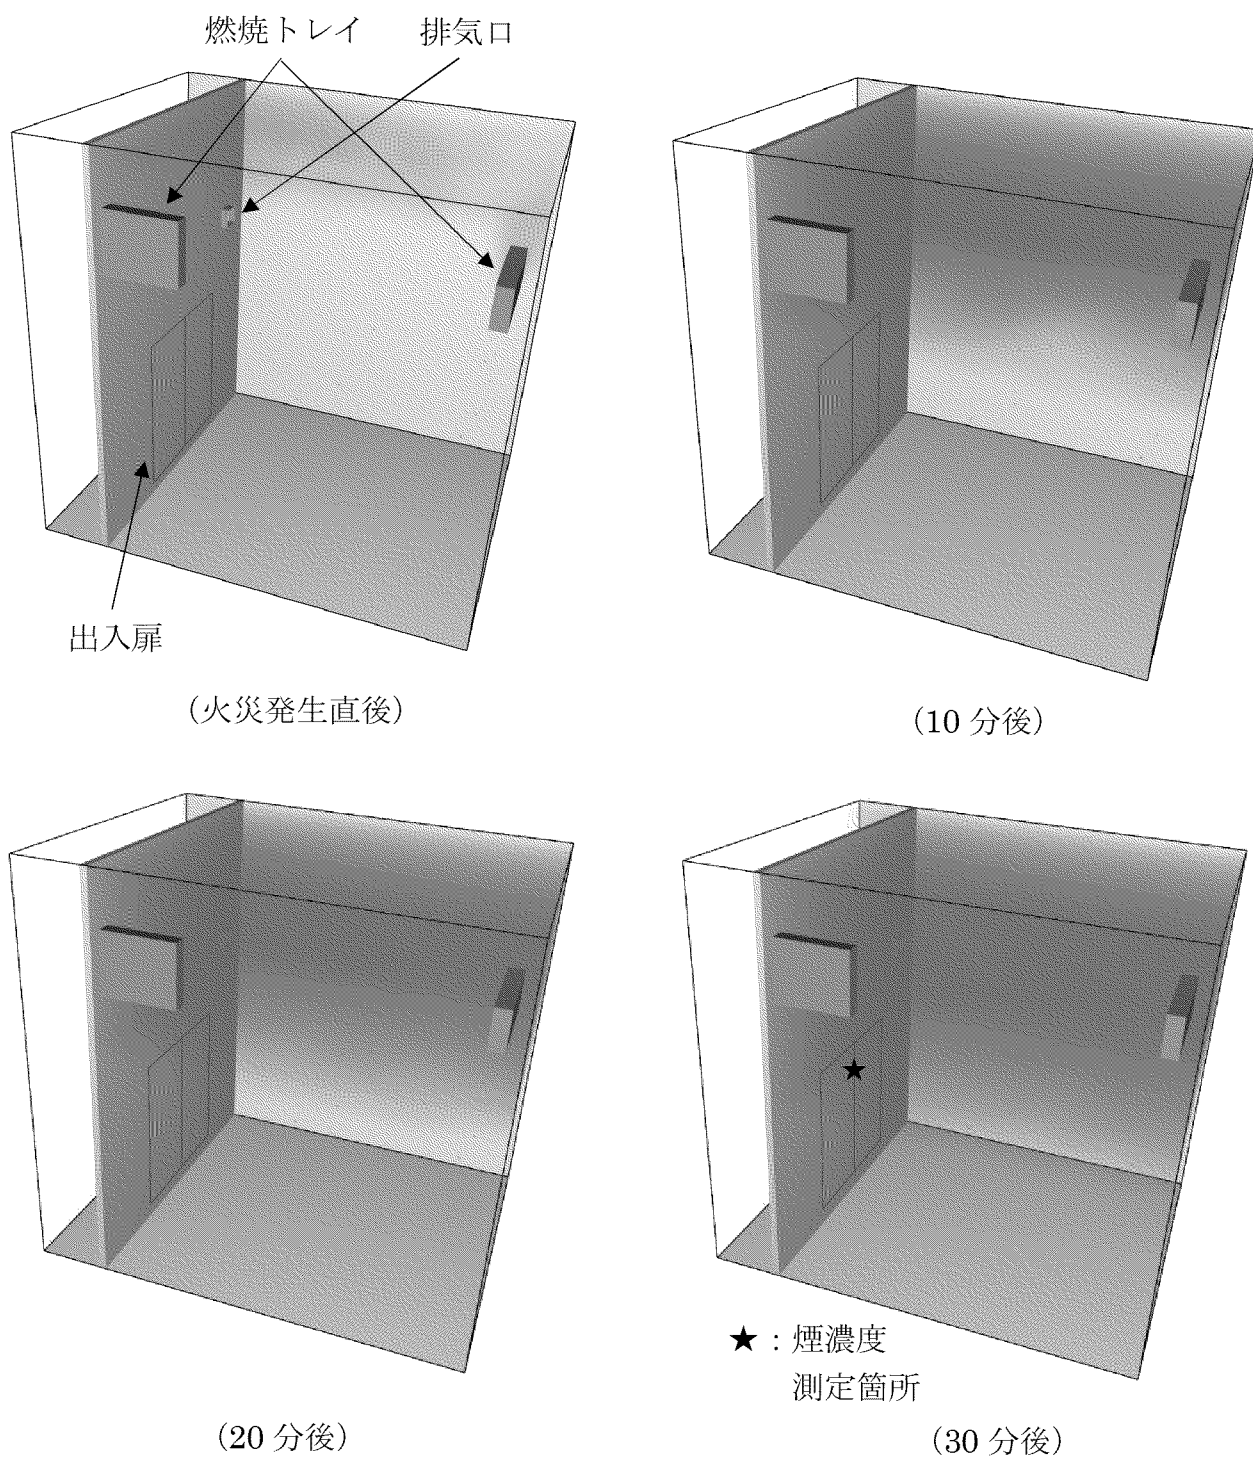 燃焼トレイ 排気口
出入扉
(火災発生直後)
(10 分後)
★：煙濃度
測定箇所
(20 分後)
(30 分後)